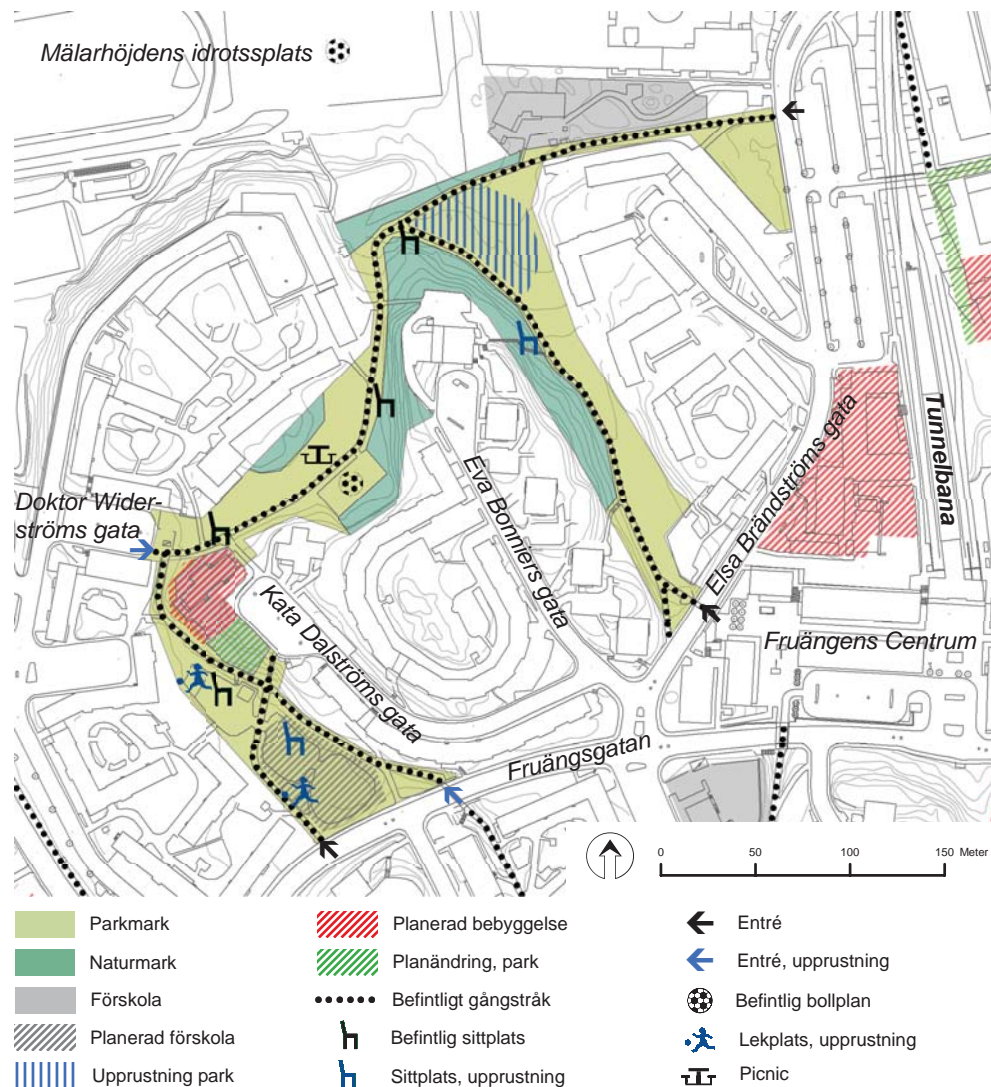 Mälarhöjdens idrottsplats
Doktor Wider-
ströms gata
Eva Bonniers gata
Kata Dalströms gata
Elsa Brändströms gata
Tunnelbana
Fruängens Centrum
Fruängsgatan
0 50 100 150 Meter
Parkmark
Naturmark
Förskola
Planerad förskola
Upprustning park
Planerad bebyggelse
Planändring, park
Befintligt gångstråk
Befintlig sittplats
Sittplats, upprustning
Entré
Entré, upprustning
Befintlig bollplan
Lekplats, upprustning
Picnic